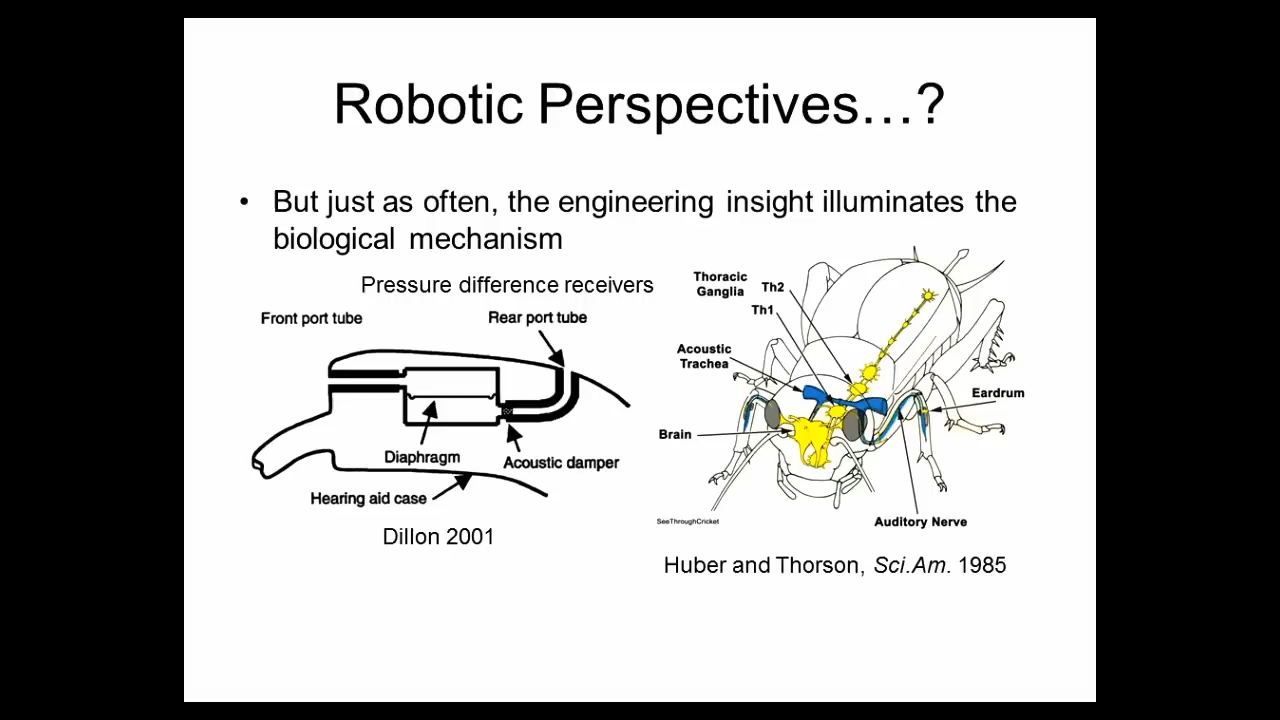 Robotic Perspectives…?
• But just as often, the engineering insight illuminates the
biological mechanism
Pressure difference receivers
Front port tube
Rear port tube
Diaphragm
Acoustic damper
Hearing aid case
Dillon 2001
Thoracic
Ganglia
Th2
Th1
Acoustic
Trachea
Eardrum
Brain
SeeThroughCricket
Auditory Nerve
Huber and Thorson, Sci.Am. 1985